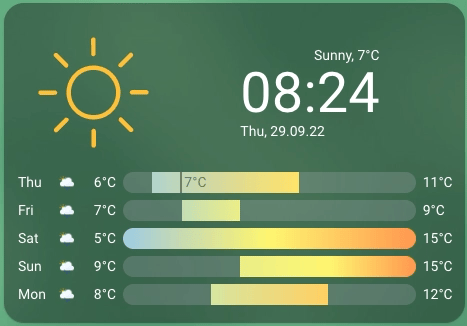 Sunny, 7°C
08:24
Thu, 29.09.22
Thu 6°C 7°C 11°C
Fri 7°C 9°C
Sat 5°C 15°C
Sun 9°C 15°C
Mon 8°C 12°C